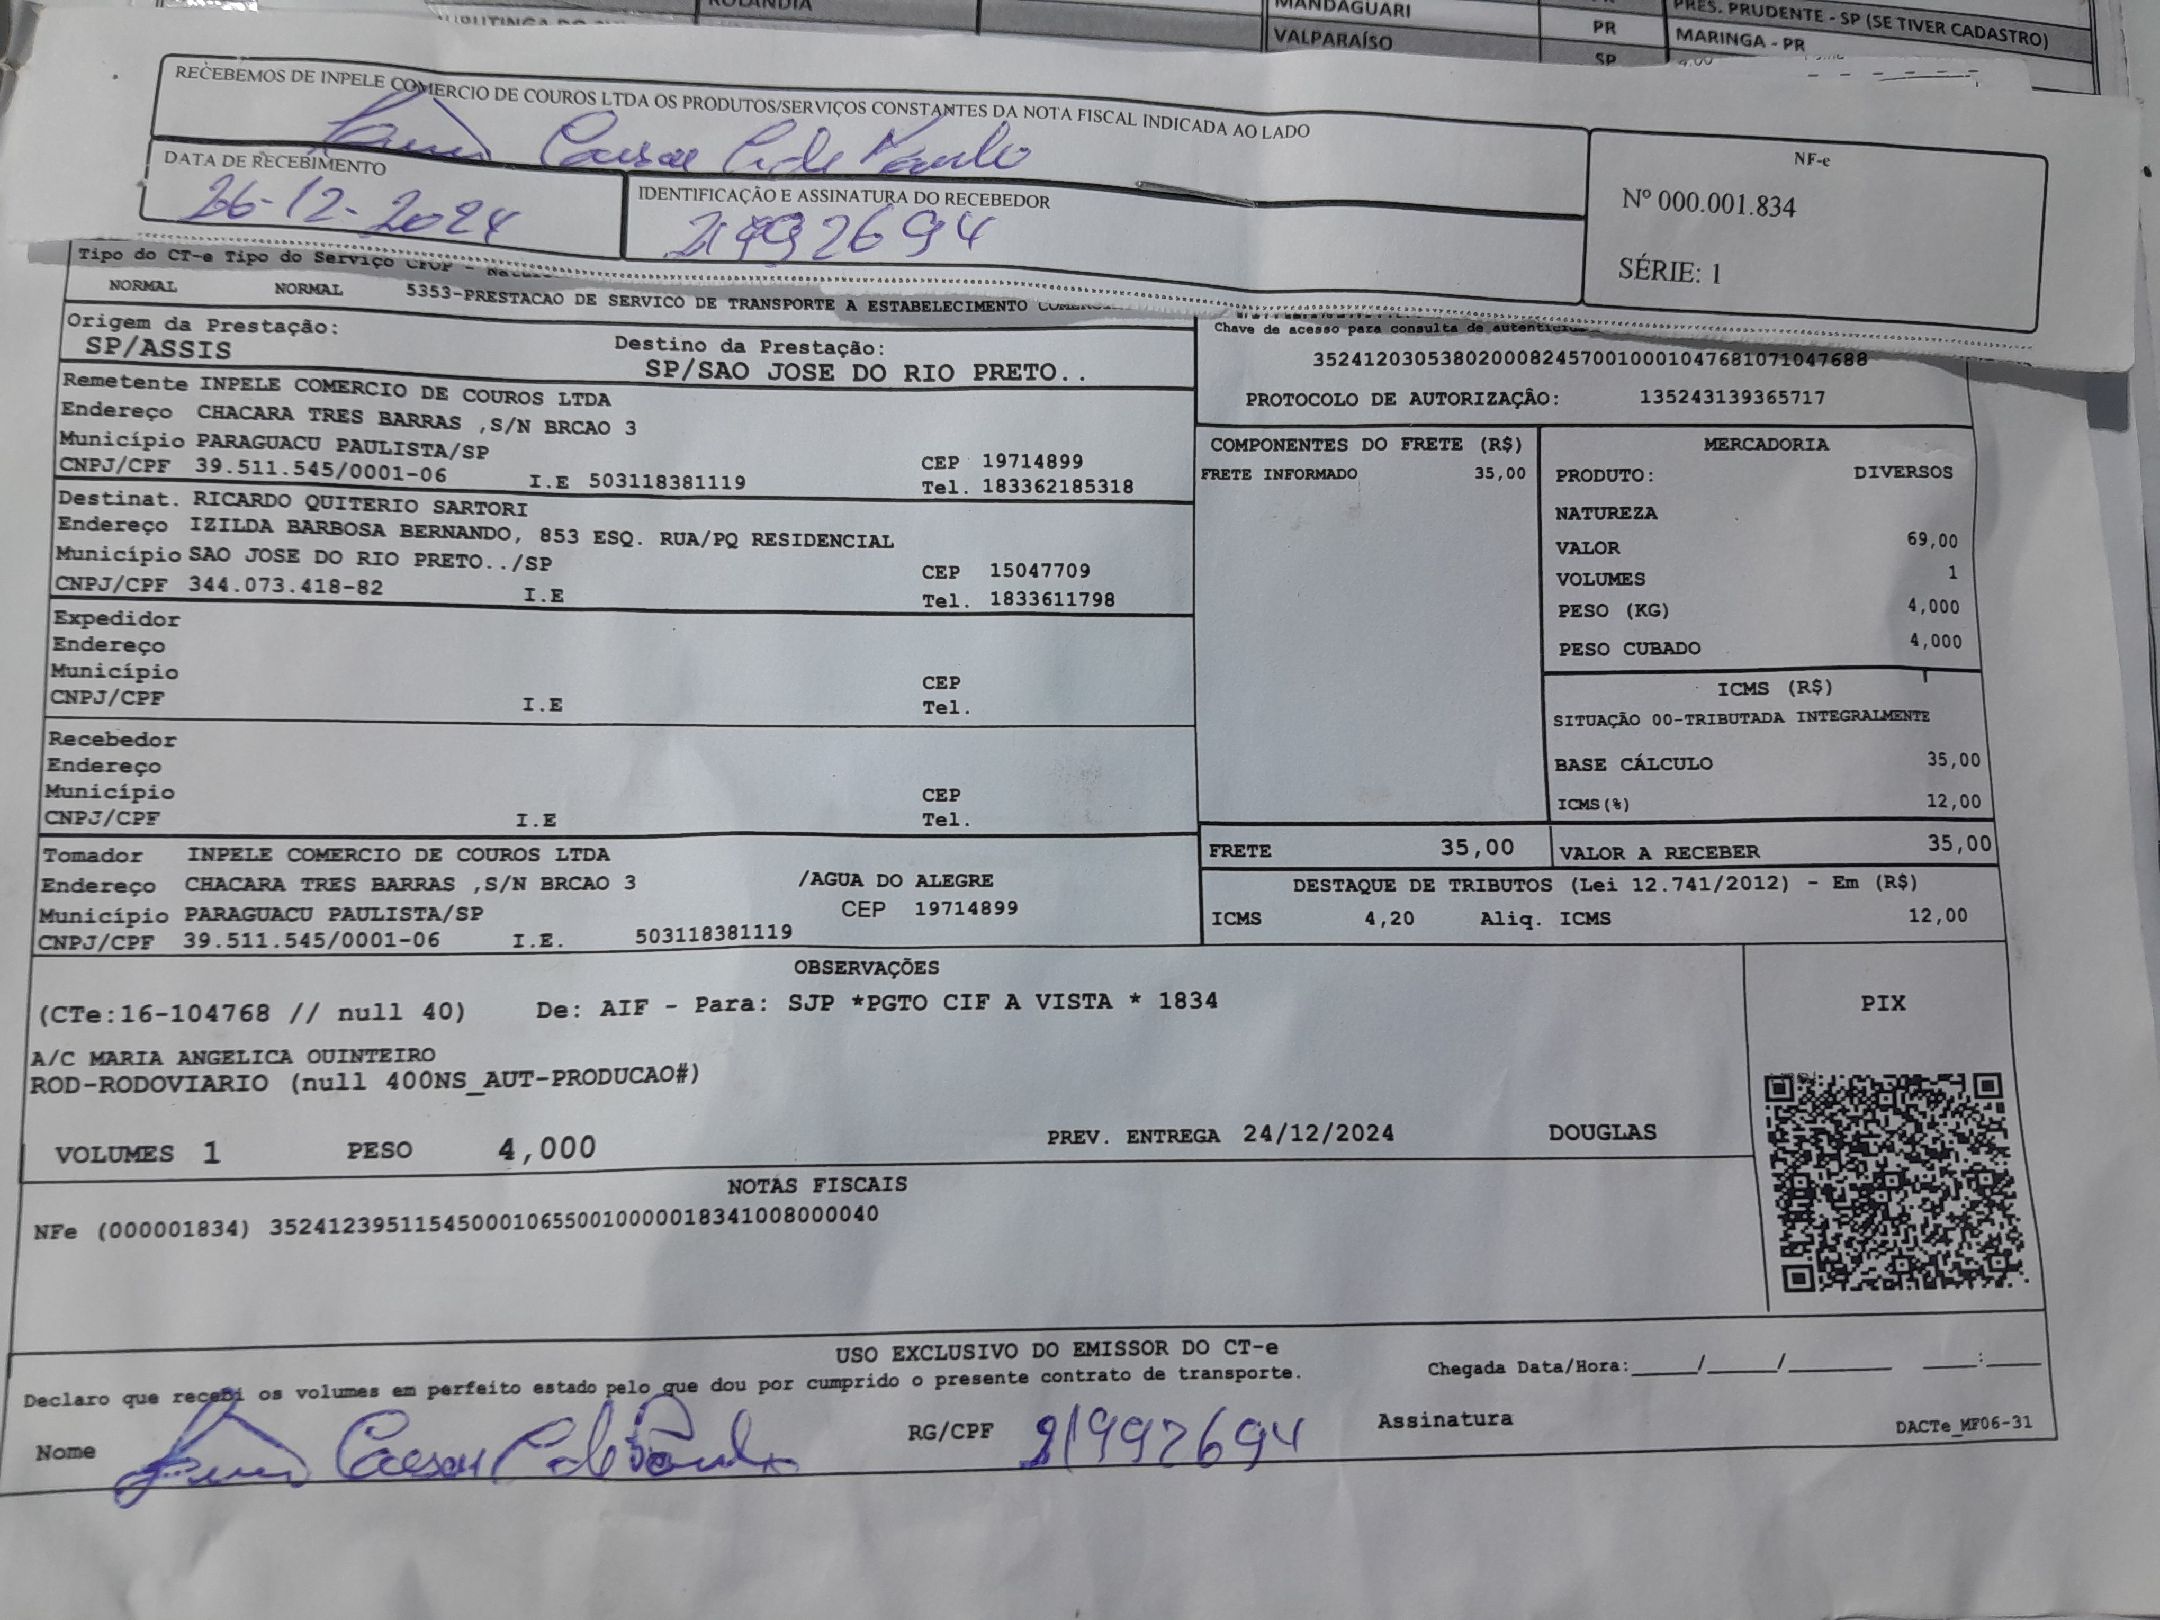 ROLANDIA
MANDAGUARI
VALPARAÍSO
PR
SP
PRES. PRUDENTE - SP (SE TIVER CADASTRO)
MARINGA - PR
RECEBEMOS DE INPELE COMERCIO DE COUROS LTDA OS PRODUTOS/SERVIÇOS CONSTANTES DA NOTA FISCAL INDICADA AO LADO
DATA DE RECEBIMENTO
26-12-2024
IDENTIFICAÇÃO E ASSINATURA DO RECEBEDOR
21992694
NF-e
Nº 000.001.834
SÉRIE: 1
Tipo do CT-e Tipo do Serviço CFOP -
NORMAL NORMAL 5353-PRESTACAO DE SERVICO DE TRANSPORTE A ESTABELECIMENTO
Origem da Prestação:
SP/ASSIS
Destino da Prestação:
SP/SAO JOSE DO RIO PRETO..
Chave de acesso para consulta de
35241203053802000824570010001047681071047688
PROTOCOLO DE AUTORIZAÇÃO: 135243139365717
Remetente INPELE COMERCIO DE COUROS LTDA
Endereço CHACARA TRES BARRAS ,S/N BRCAO 3
Município PARAGUACU PAULISTA/SP CEP 19714899
CNPJ/CPF 39.511.545/0001-06 I.E 503118381119 Tel. 183362185318
Destinat. RICARDO QUITERIO SARTORI
Endereço IZILDA BARBOSA BERNANDO, 853 ESQ. RUA/PQ RESIDENCIAL
Município SAO JOSE DO RIO PRETO../SP CEP 15047709
CNPJ/CPF 344.073.418-82 I.E Tel. 1833611798
Expedidor
Endereço
Município CEP
CNPJ/CPF I.E Tel.
Recebedor
Endereço
Município CEP
CNPJ/CPF I.E Tel.
Tomador INPELE COMERCIO DE COUROS LTDA
Endereço CHACARA TRES BARRAS ,S/N BRCAO 3 /AGUA DO ALEGRE
Município PARAGUACU PAULISTA/SP CEP 19714899
CNPJ/CPF 39.511.545/0001-06 I.E. 503118381119
COMPONENTES DO FRETE (R$)
FRETE INFORMADO 35,00
MERCADORIA
PRODUTO: DIVERSOS
NATUREZA
VALOR 69,00
VOLUMES 1
PESO (KG) 4,000
PESO CUBADO 4,000
ICMS (R$)
SITUAÇÃO 00-TRIBUTADA INTEGRALMENTE
BASE CÁLCULO 35,00
ICMS(%) 12,00
FRETE 35,00 VALOR A RECEBER 35,00
DESTAQUE DE TRIBUTOS (Lei 12.741/2012) - Em (R$)
ICMS 4,20 Aliq. ICMS 12,00
OBSERVAÇÕES
(CTe:16-104768 // null 40) De: AIF - Para: SJP *PGTO CIF A VISTA * 1834
A/C MARIA ANGELICA QUINTEIRO
ROD-RODOVIARIO (null 400NS_AUT-PRODUCAO#)
VOLUMES 1 PESO 4,000 PREV. ENTREGA 24/12/2024 DOUGLAS
PIX
NOTAS FISCAIS
NFe (000001834) 35241239511545000106550010000018341008000040
USO EXCLUSIVO DO EMISSOR DO CT-e
Declaro que recebi os volumes em perfeito estado pelo que dou por cumprido o presente contrato de transporte.
Chegada Data/Hora:____/____/______ ___:___
Nome
RG/CPF 21992694
Assinatura
DACTe_MF06-31